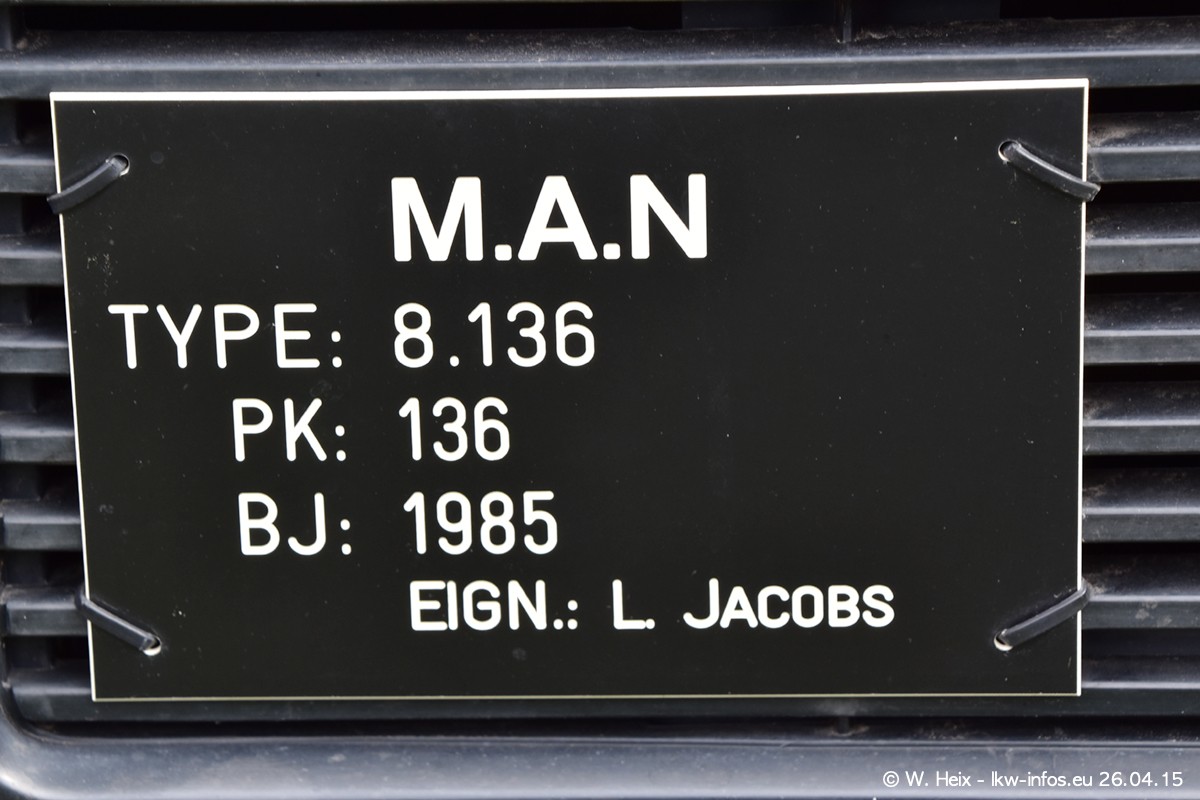 M.A.N
TYPE: 8.136
PK: 136
BJ: 1985
EIGN.: L. JACOBS
© W. Heix - lkw-infos.eu 26.04.15